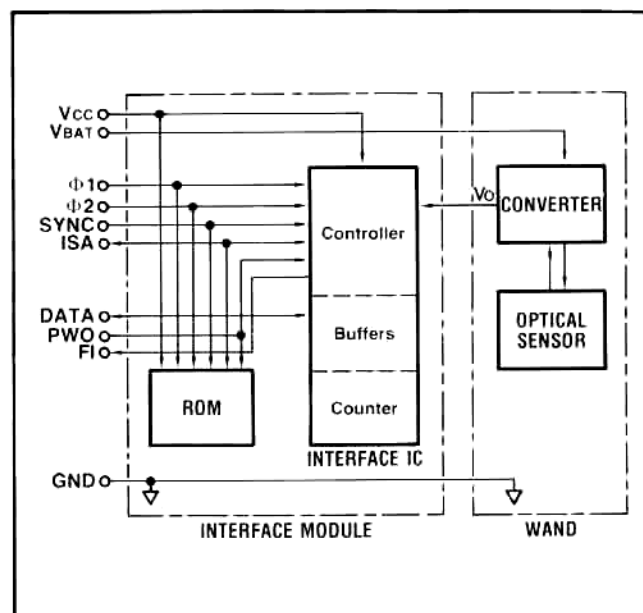 VCC
VBAT
Φ1
Φ2
SYNC
ISA
DATA
PWO
FI
GND
Controller
Buffers
Counter
ROM
INTERFACE IC
INTERFACE MODULE
VO
CONVERTER
OPTICAL
SENSOR
WAND